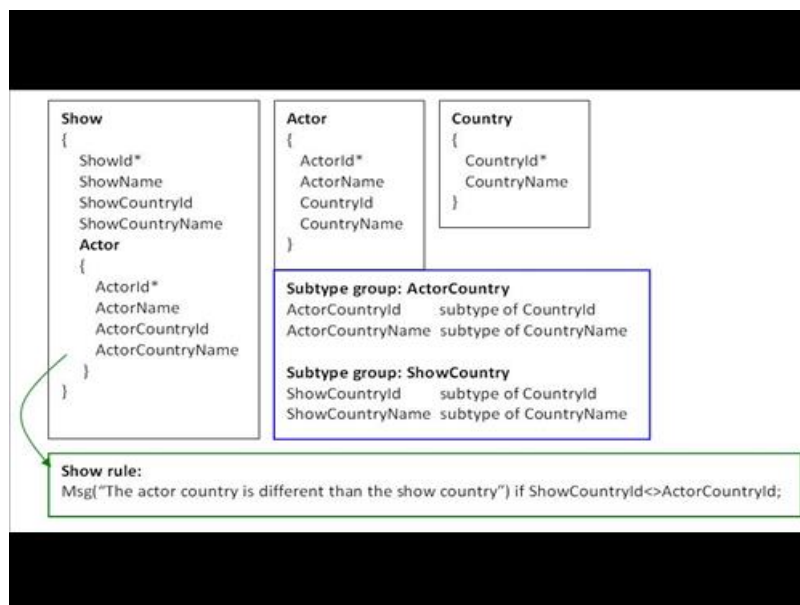 Show
{
ShowId*
ShowName
ShowCountryId
ShowCountryName
Actor
{
ActorId*
ActorName
ActorCountryId
ActorCountryName
}
}
Actor
{
ActorId*
ActorName
CountryId
CountryName
}
Country
{
CountryId*
CountryName
}
Subtype group: ActorCountry
ActorCountryId subtype of CountryId
ActorCountryName subtype of CountryName
Subtype group: ShowCountry
ShowCountryId subtype of CountryId
ShowCountryName subtype of CountryName
Show rule:
Msg(“The actor country is different than the show country”) if ShowCountryId<>ActorCountryId;